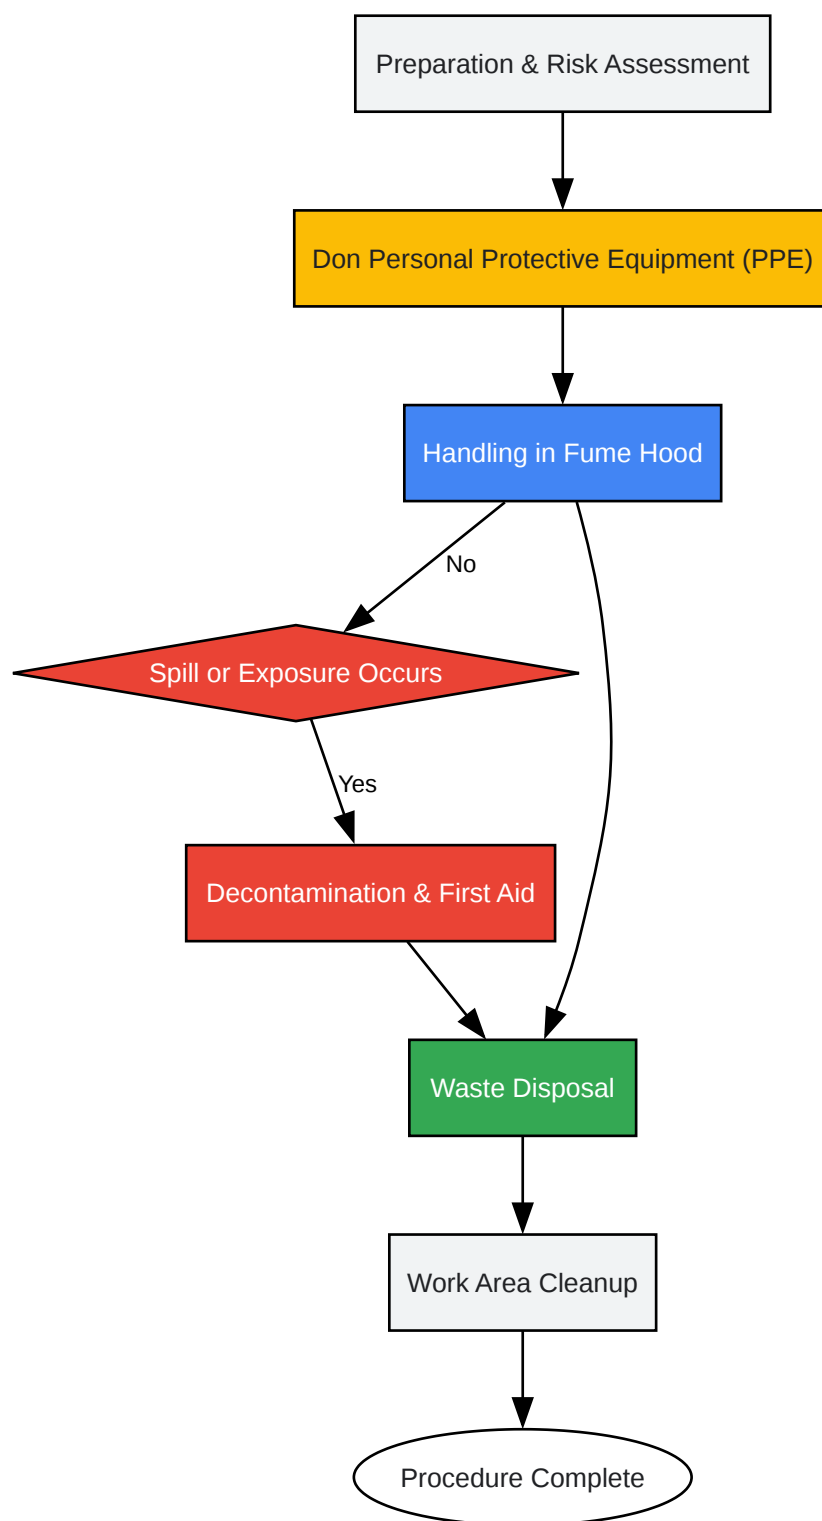 Preparation & Risk Assessment
Don Personal Protective Equipment (PPE)
Handling in Fume Hood
No
Spill or Exposure Occurs
Yes
Decontamination & First Aid
Waste Disposal
Work Area Cleanup
Procedure Complete